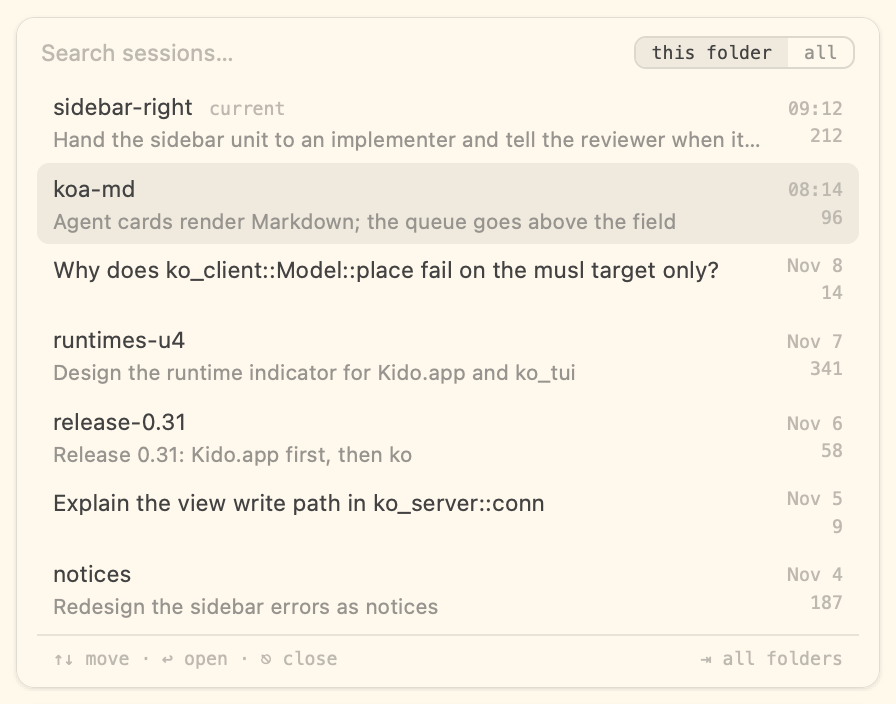 Search sessions…
this folder all
sidebar-right current 09:12
Hand the sidebar unit to an implementer and tell the reviewer when it… 212
koa-md 08:14
Agent cards render Markdown; the queue goes above the field 96
Why does ko_client::Model::place fail on the musl target only? Nov 8
14
runtimes-u4 Nov 7
Design the runtime indicator for Kido.app and ko_tui 341
release-0.31 Nov 6
Release 0.31: Kido.app first, then ko 58
Explain the view write path in ko_server::conn Nov 5
9
notices Nov 4
Redesign the sidebar errors as notices 187
↑↓ move · ↩ open · ⎋ close ⇥ all folders